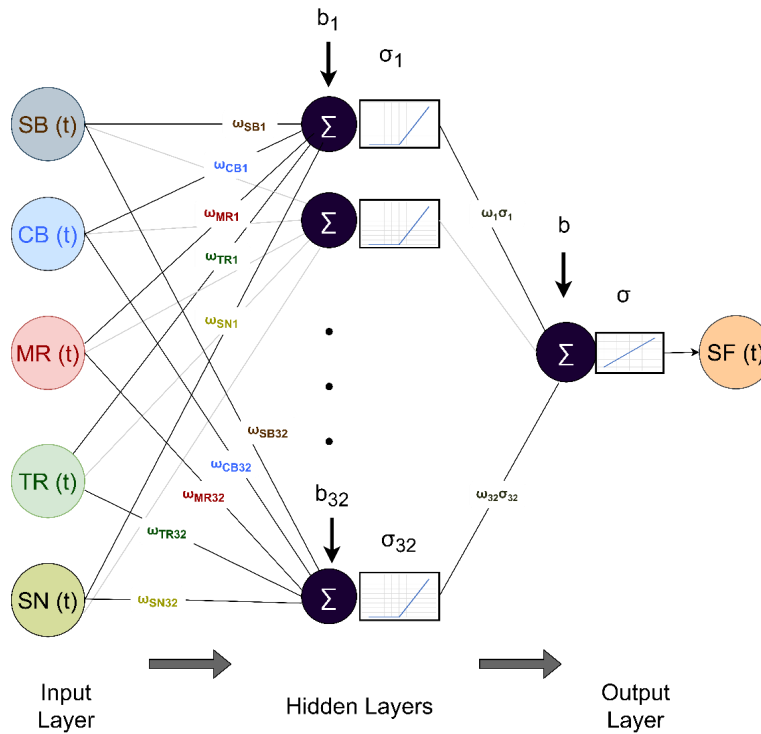 b1
σ1
SB (t)
Σ
ωSB1
ωCB1
CB (t)
ωMR1
Σ
ω1σ1
b
ωTR1
σ
ωSN1
MR (t)
Σ
SF (t)
ωSB32
ωCB32
TR (t)
ωMR32
b32
ωTR32
σ32
SN (t)
ωSN32
Σ
ω32σ32
Input
Layer
Hidden Layers
Output
Layer